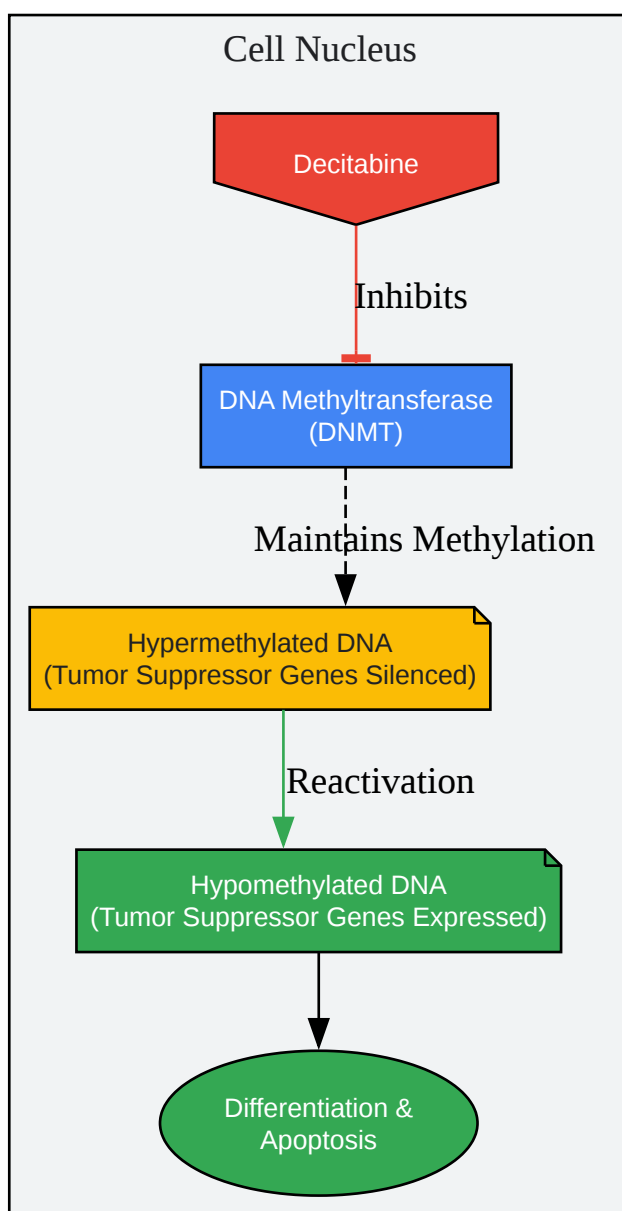 Cell Nucleus
Decitabine
Inhibits
DNA Methyltransferase
(DNMT)
Maintains Methylation
Hypermethylated DNA
(Tumor Suppressor Genes Silenced)
Reactivation
Hypomethylated DNA
(Tumor Suppressor Genes Expressed)
Differentiation &
Apoptosis